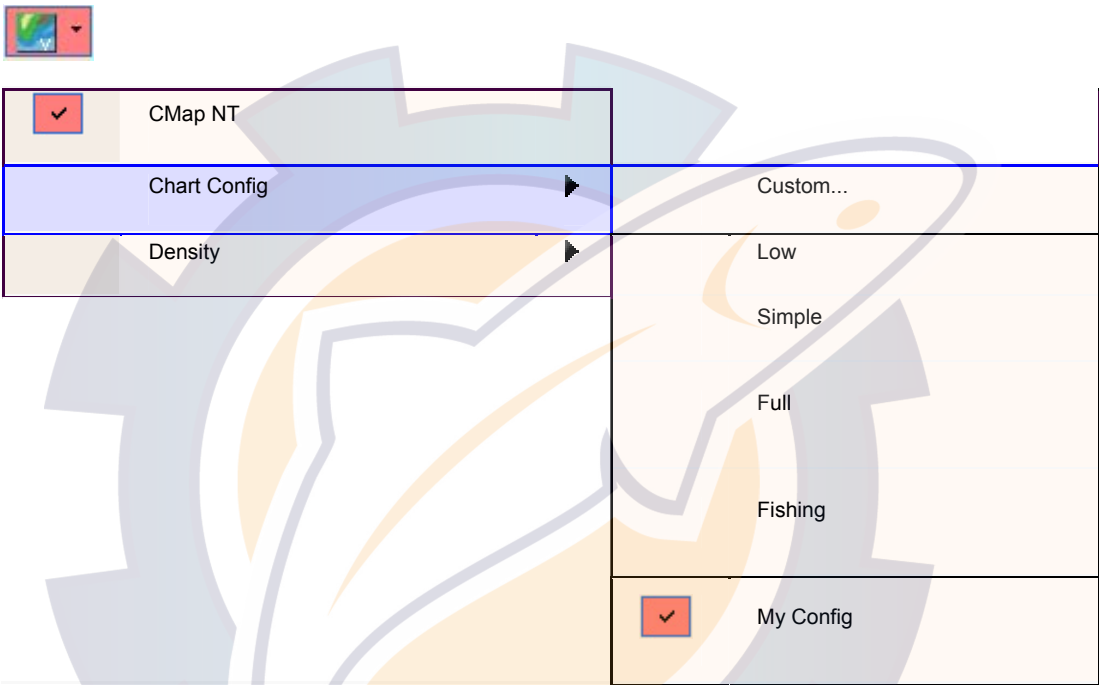 CMap NT
Chart Config
Custom...
Density
Low
Simple
Full
Fishing
My Config